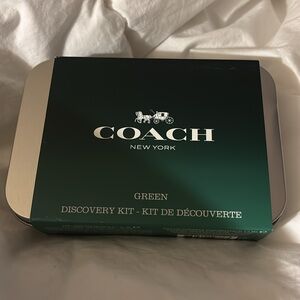 COACH
NEW YORK
GREEN
DISCOVERY KIT - KIT DE DÉCOUVERTE